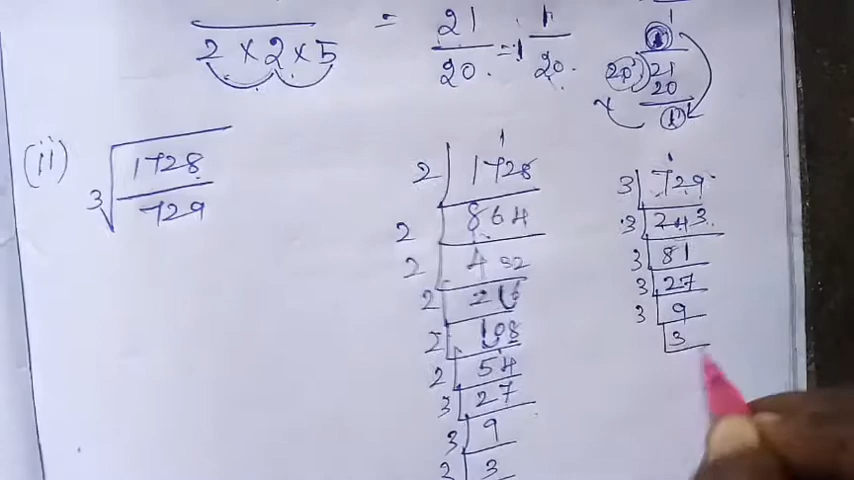 2 × 2 × 5 = 21/20 = 1 1/20
1
20) 21
20
1
(ii) ∛(1728/729)
2 | 1728
2 | 864
2 | 432
2 | 216
2 | 108
2 | 54
3 | 27
3 | 9
2 | 3
3 | 729
3 | 243
3 | 81
3 | 27
3 | 9
3